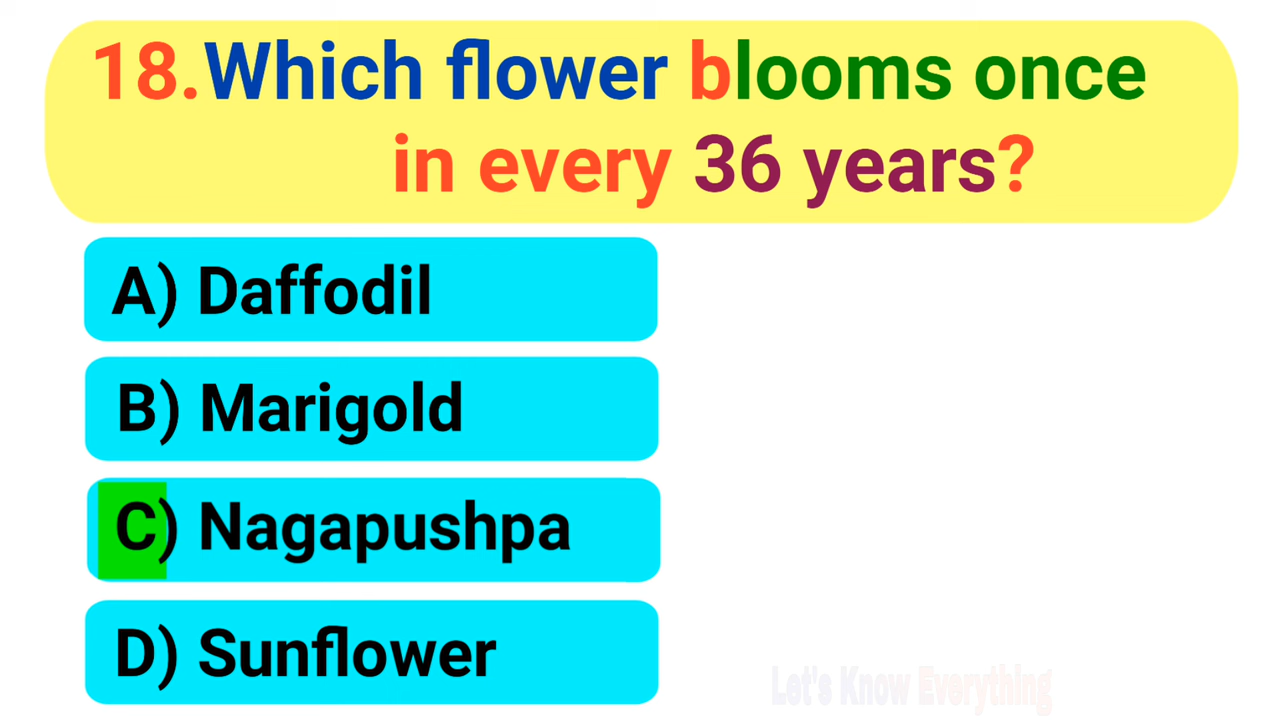 18.Which flower blooms once
in every 36 years?
A) Daffodil
B) Marigold
C) Nagapushpa
D) Sunflower
Let's Know Everything